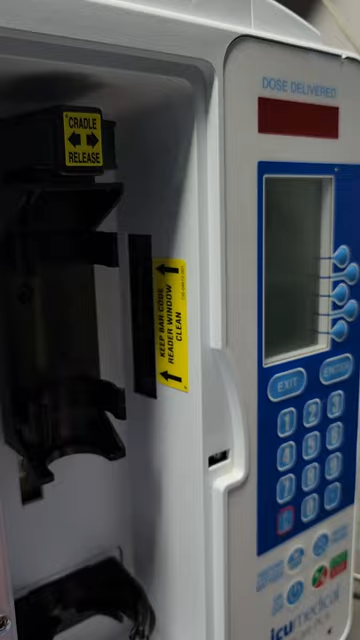 DOSE DELIVERED
CRADLE
RELEASE
KEEP BAR CODE
READER WINDOW
CLEAN
EXIT
ENTER
1 2 3
4 5 6
7 8 9
0
icumedical